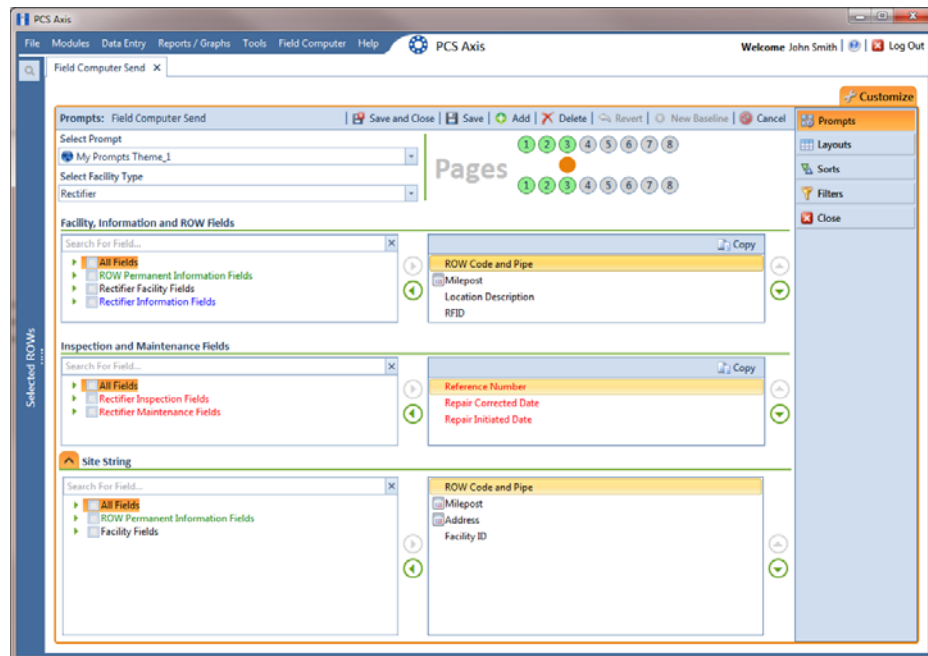 PCS Axis
File Modules Data Entry Reports / Graphs Tools Field Computer Help PCS Axis Welcome John Smith | Log Out
Field Computer Send X
Customize
Prompts: Field Computer Send Save and Close Save Add Delete Revert New Baseline Cancel
Prompts
Layouts
Sorts
Filters
Close
Select Prompt
My Prompts Theme_1
Select Facility Type
Rectifier
Pages
1 2 3 4 5 6 7 8
1 2 3 4 5 6 7 8
Facility, Information and ROW Fields
Search For Field...
All Fields
ROW Permanent Information Fields
Rectifier Facility Fields
Rectifier Information Fields
Copy
ROW Code and Pipe
Milepost
Location Description
RFID
Inspection and Maintenance Fields
Search For Field...
All Fields
Rectifier Inspection Fields
Rectifier Maintenance Fields
Copy
Reference Number
Repair Corrected Date
Repair Initiated Date
Site String
Search For Field...
All Fields
ROW Permanent Information Fields
Facility Fields
ROW Code and Pipe
Milepost
Address
Facility ID
Selected ROWs